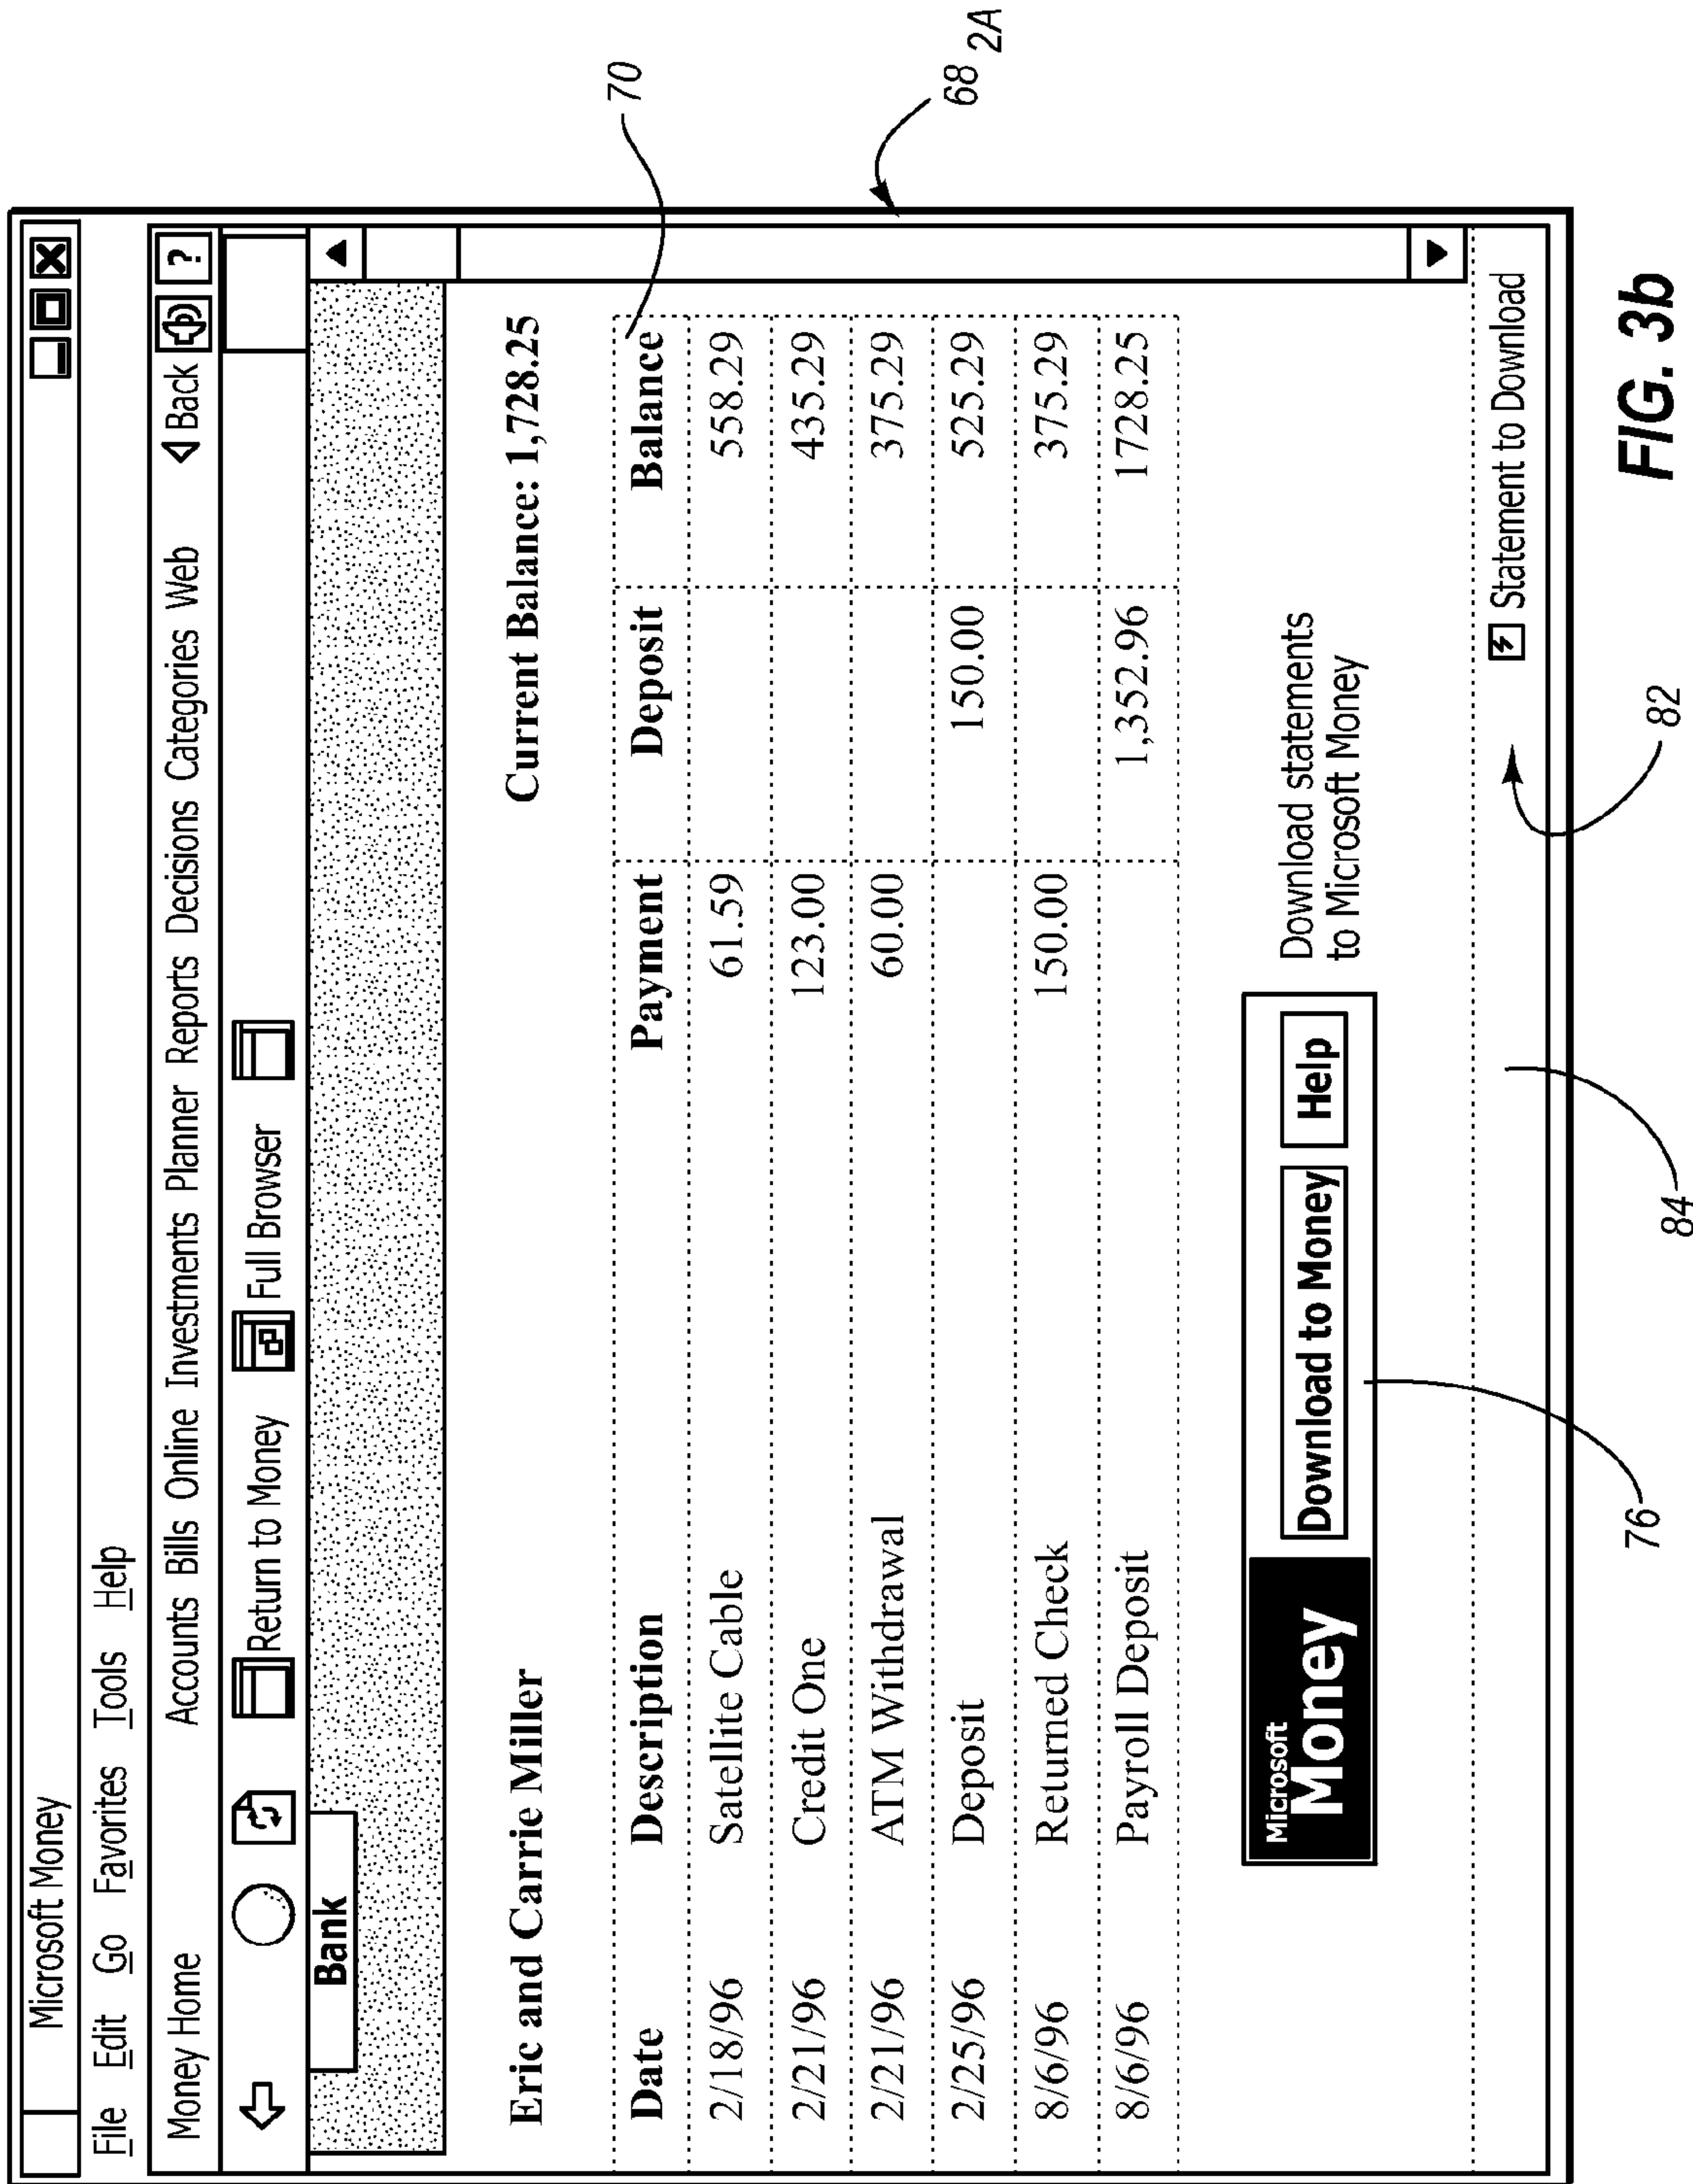 Microsoft Money
File Edit Go Favorites Tools Help
Money Home Accounts Bills Online Investments Planner Reports Decisions Categories Web Back ?
Return to Money Full Browser
Bank
Eric and Carrie Miller Current Balance: 1,728.25
Date Description Payment Deposit Balance
2/18/96 Satellite Cable 61.59 558.29
2/21/96 Credit One 123.00 435.29
2/21/96 ATM Withdrawal 60.00 375.29
2/25/96 Deposit 150.00 525.29
8/6/96 Returned Check 150.00 375.29
8/6/96 Payroll Deposit 1,352.96 1728.25
Microsoft
Money
Download to Money Help
Download statements
to Microsoft Money
Statement to Download
70
68 2A
76
84
82
FIG. 3b